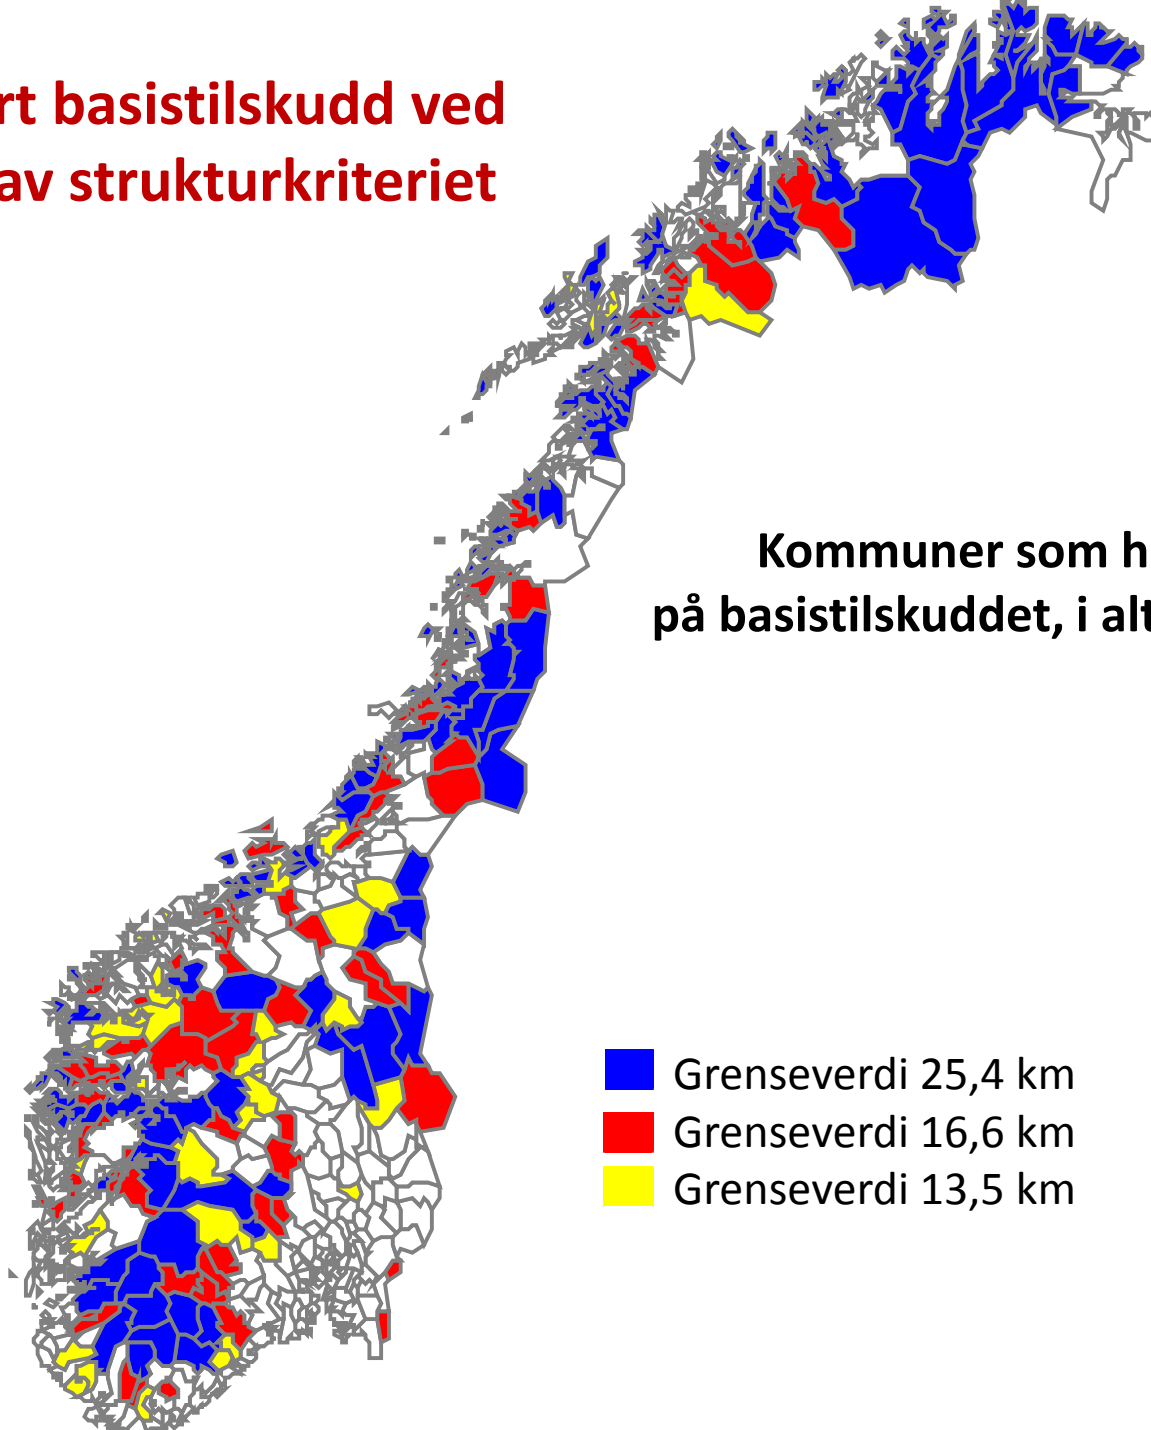 rt basistilskudd ved
av strukturkriteriet
Kommuner som h
på basistilskuddet, i alt
Grenseverdi 25,4 km
Grenseverdi 16,6 km
Grenseverdi 13,5 km